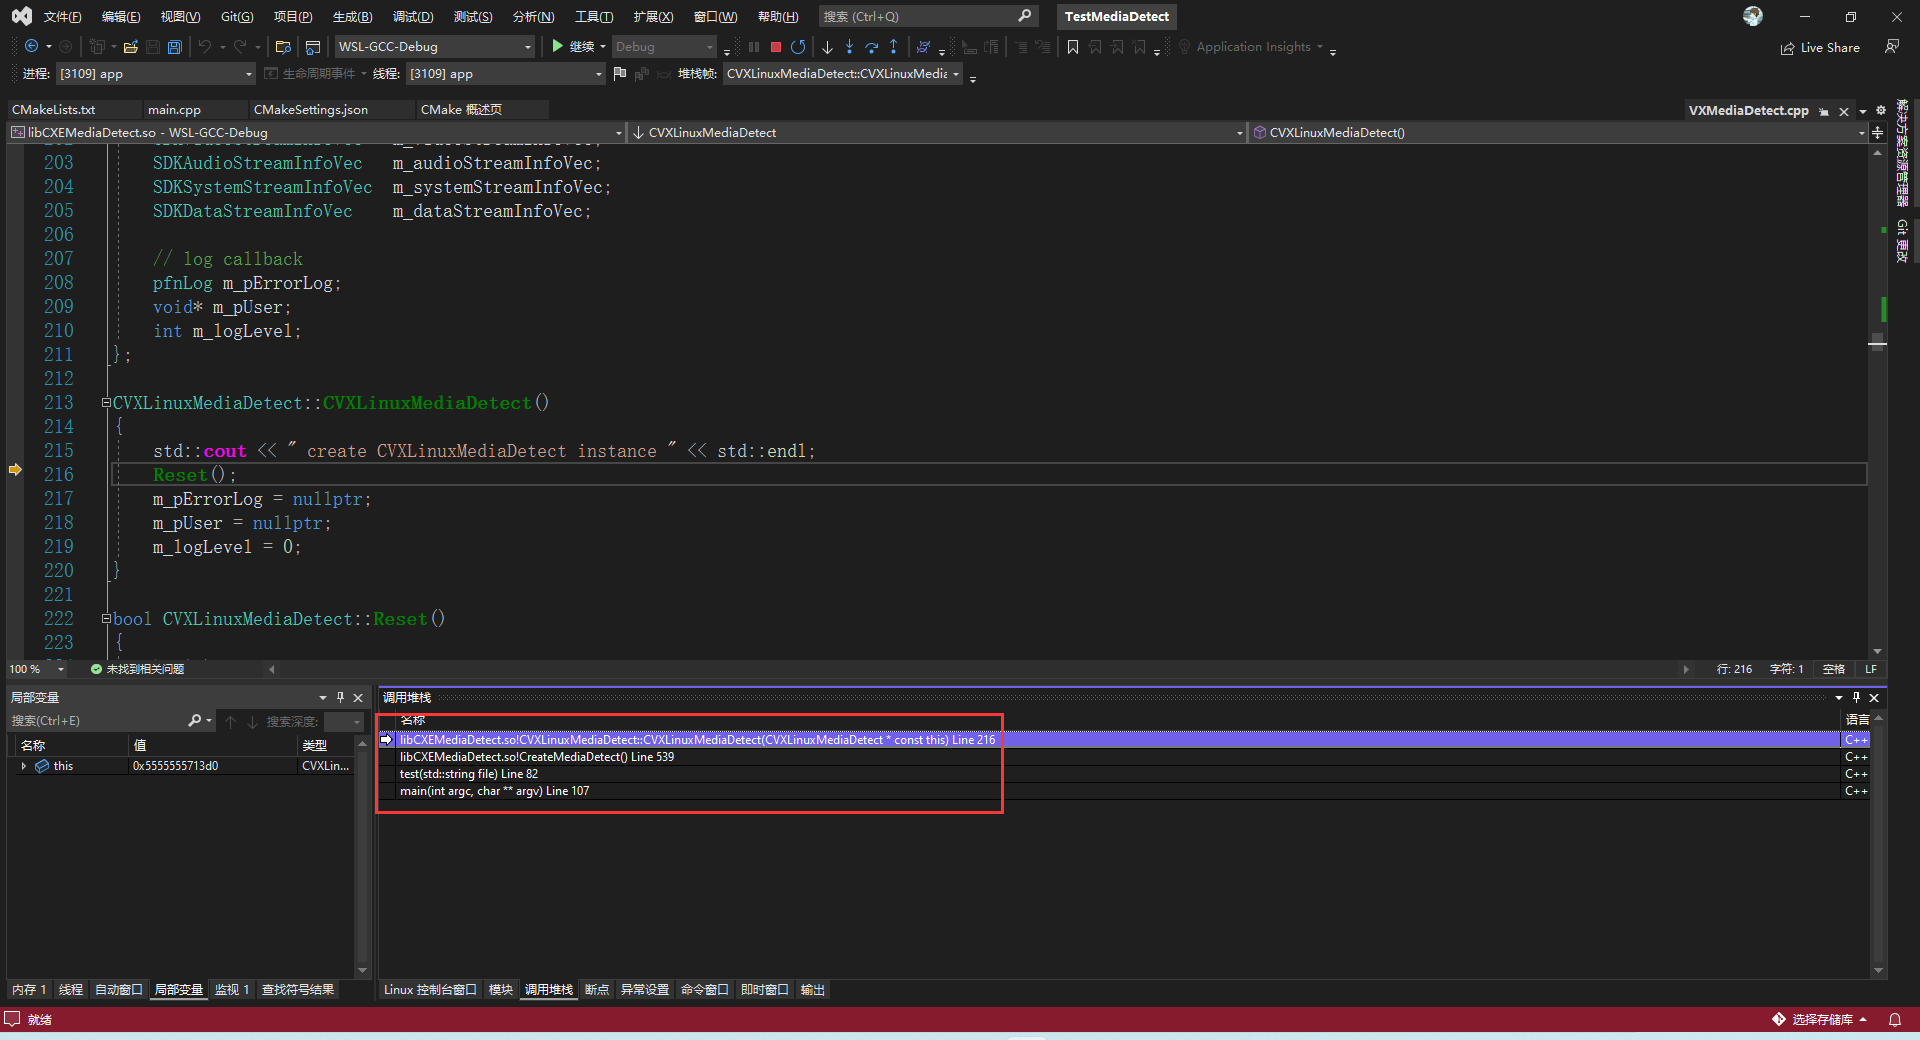 文件(F) 编辑(E) 视图(V) Git(G) 项目(P) 生成(B) 调试(D) 测试(S) 分析(N) 工具(T) 扩展(X) 窗口(W) 帮助(H) 搜索 (Ctrl+Q) TestMediaDetect
WSL-GCC-Debug 继续 Debug Application Insights Live Share
进程: [3109] app 生命周期事件 线程: [3109] app 堆栈帧: CVXLinuxMediaDetect::CVXLinuxMedia
CMakeLists.txt main.cpp CMakeSettings.json CMake 概述页 VXMediaDetect.cpp
libCXEMediaDetect.so - WSL-GCC-Debug CVXLinuxMediaDetect CVXLinuxMediaDetect()
解决方案资源管理器
Git 更改
203 SDKAudioStreamInfoVec m_audioStreamInfoVec;
204 SDKSystemStreamInfoVec m_systemStreamInfoVec;
205 SDKDataStreamInfoVec m_dataStreamInfoVec;
206
207 // log callback
208 pfnLog m_pErrorLog;
209 void* m_pUser;
210 int m_logLevel;
211 };
212
213 CVXLinuxMediaDetect::CVXLinuxMediaDetect()
214 {
215 std::cout << " create CVXLinuxMediaDetect instance " << std::endl;
216 Reset();
217 m_pErrorLog = nullptr;
218 m_pUser = nullptr;
219 m_logLevel = 0;
220 }
221
222 bool CVXLinuxMediaDetect::Reset()
223 {
100 % 未找到相关问题 行: 216 字符: 1 空格 LF
局部变量
搜索(Ctrl+E) 搜索深度:
名称 值 类型
this 0x5555555713d0 CVXLin...
调用堆栈
名称 语言
libCXEMediaDetect.so!CVXLinuxMediaDetect::CVXLinuxMediaDetect(CVXLinuxMediaDetect * const this) Line 216 C++
libCXEMediaDetect.so!CreateMediaDetect() Line 539 C++
test(std::string file) Line 82 C++
main(int argc, char ** argv) Line 107 C++
内存 1 线程 自动窗口 局部变量 监视 1 查找符号结果
Linux 控制台窗口 模块 调用堆栈 断点 异常设置 命令窗口 即时窗口 输出
就绪 选择存储库